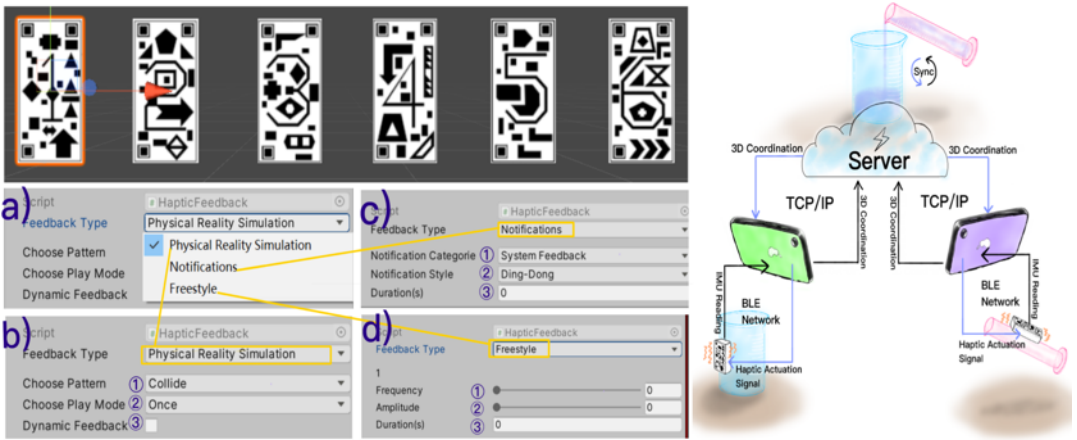 a)
Script
HapticFeedback
Feedback Type
Physical Reality Simulation
Choose Pattern
Choose Play Mode
Dynamic Feedback
Physical Reality Simulation
Notifications
Freestyle
b)
Script
HapticFeedback
Feedback Type
Physical Reality Simulation
Choose Pattern
① Collide
Choose Play Mode
② Once
Dynamic Feedback
③
c)
Script
HapticFeedback
Feedback Type
Notifications
Notification Categorie
① System Feedback
Notification Style
② Ding-Dong
Duration(s)
③ 0
d)
Script
HapticFeedback
Feedback Type
Freestyle
1
Frequency
① 0
Amplitude
② 0
Duration(s)
③ 0
Sync
Server
3D Coordination
3D Coordination
TCP/IP
TCP/IP
3D Coordination
3D Coordination
IMU Reading
BLE
Network
Haptic Actuation
Signal
BLE
Network
IMU Reading
Haptic Actuation
Signal